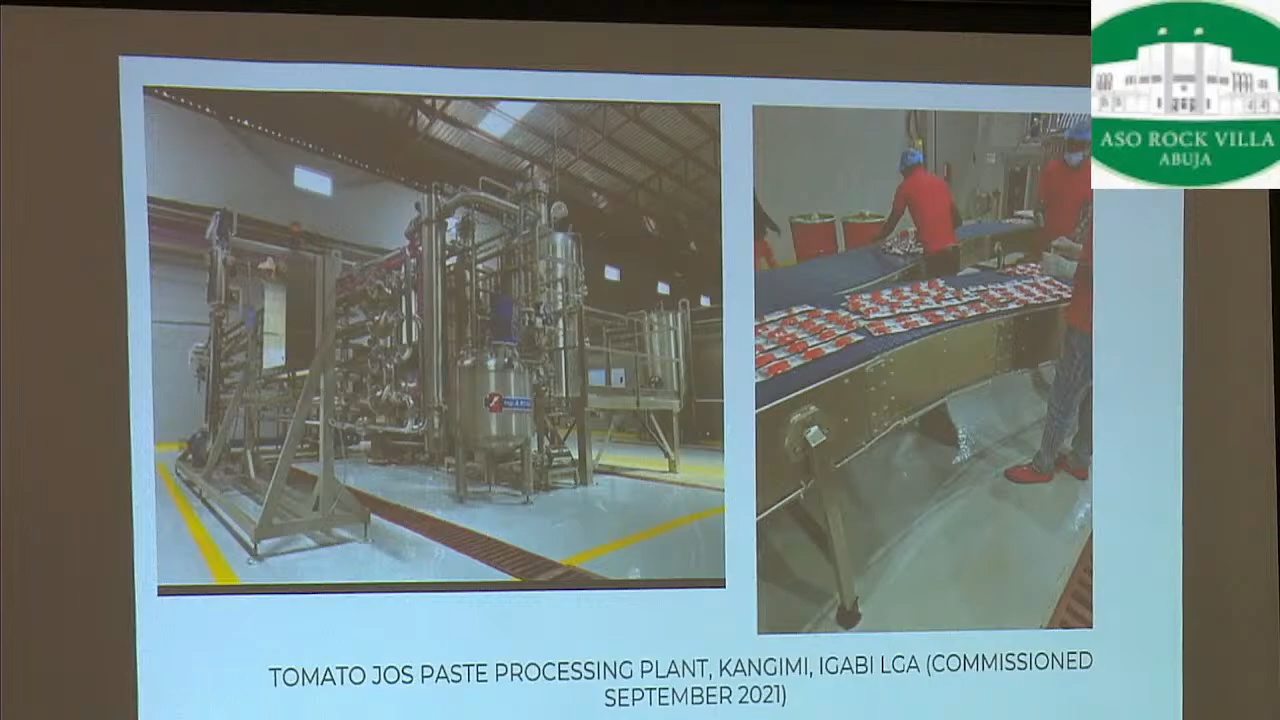 ASO ROCK VILLA
ABUJA
TOMATO JOS PASTE PROCESSING PLANT, KANGIMI, IGABI LGA (COMMISSIONED
SEPTEMBER 2021)